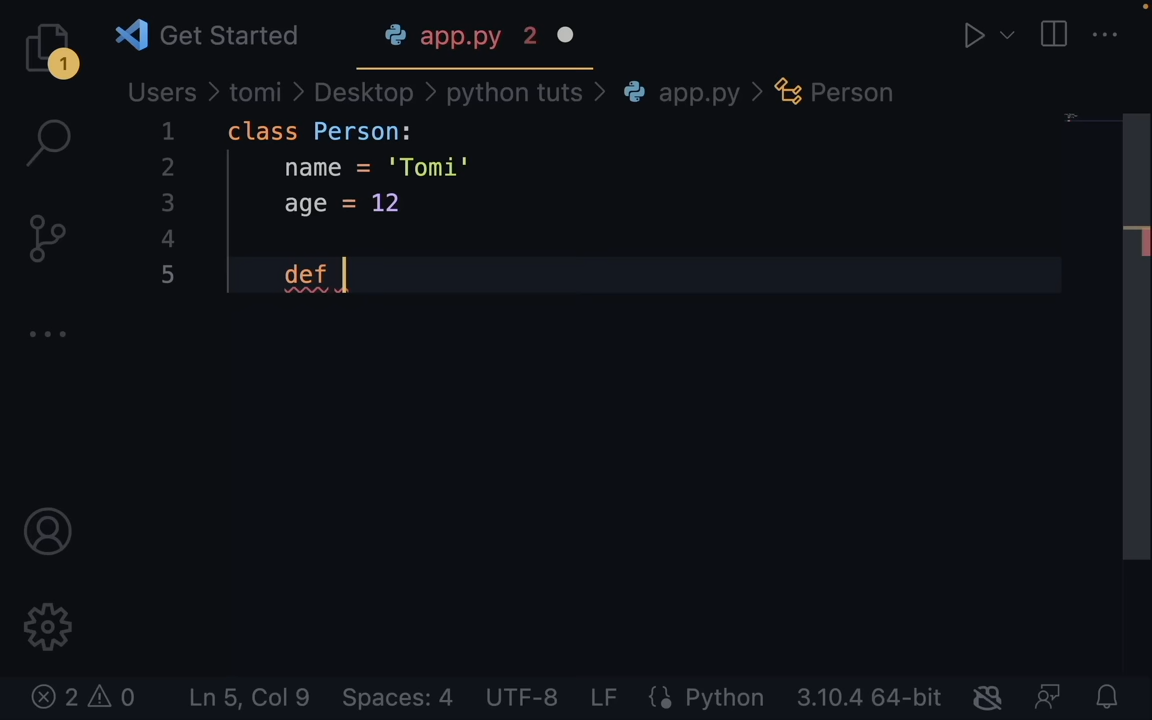 Get Started app.py 2
1
Users > tomi > Desktop > python tuts > app.py > Person
1 class Person:
2 name = 'Tomi'
3 age = 12
4
5 def
2 0 Ln 5, Col 9 Spaces: 4 UTF-8 LF Python 3.10.4 64-bit